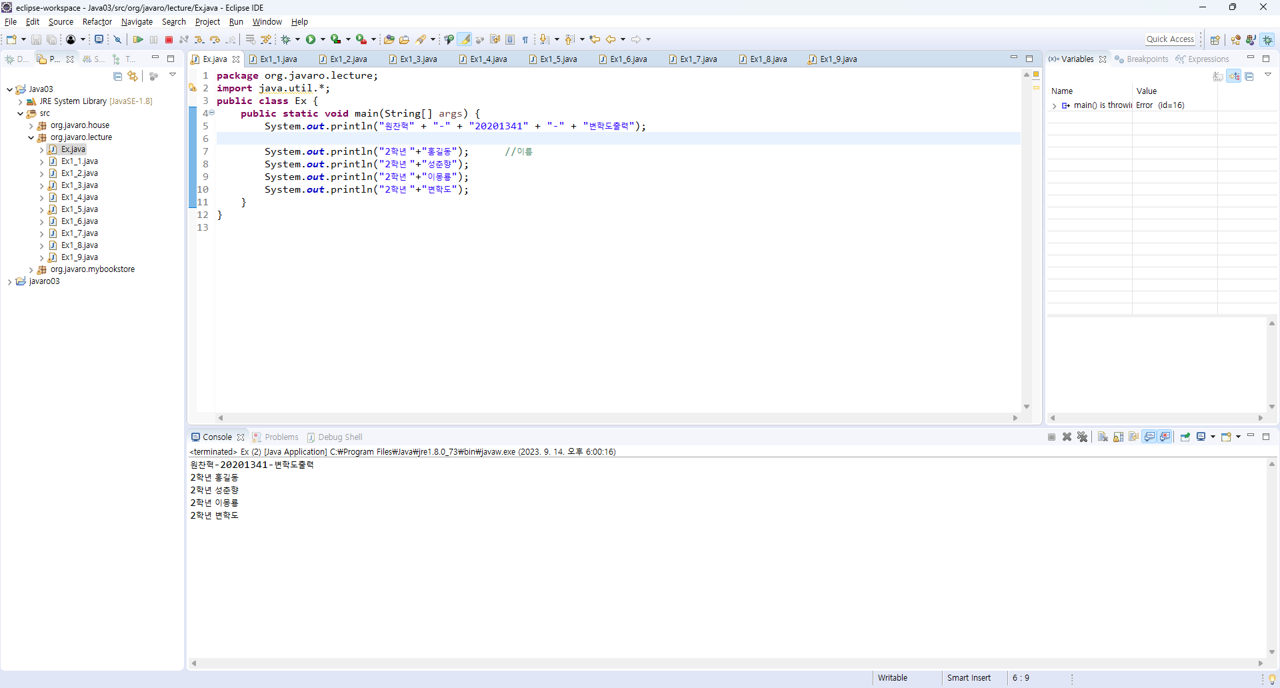 eclipse-workspace - Java03/src/org/javaro/lecture/Ex.java - Eclipse IDE
File Edit Source Refactor Navigate Search Project Run Window Help
Quick Access
D... P... S... T...
Java03
JRE System Library [JavaSE-1.8]
src
org.javaro.house
org.javaro.lecture
Ex.java
Ex1_1.java
Ex1_2.java
Ex1_3.java
Ex1_4.java
Ex1_5.java
Ex1_6.java
Ex1_7.java
Ex1_8.java
Ex1_9.java
org.javaro.mybookstore
javaro03
Ex.java Ex1_1.java Ex1_2.java Ex1_3.java Ex1_4.java Ex1_5.java Ex1_6.java Ex1_7.java Ex1_8.java Ex1_9.java
1 package org.javaro.lecture;
2 import java.util.*;
3 public class Ex {
4 public static void main(String[] args) {
5 System.out.println("원찬혁" + "-" + "20201341" + "-" + "변학도출력");
6
7 System.out.println("2학년 "+"홍길동"); //이름
8 System.out.println("2학년 "+"성춘향");
9 System.out.println("2학년 "+"이몽룡");
10 System.out.println("2학년 "+"변학도");
11 }
12 }
13
(x)= Variables Breakpoints Expressions
Name Value
main() is throwin Error (id=16)
Console Problems Debug Shell
<terminated> Ex (2) [Java Application] C:₩Program Files₩Java₩jre1.8.0_73₩bin₩javaw.exe (2023. 9. 14. 오후 6:00:16)
원찬혁-20201341-변학도출력
2학년 홍길동
2학년 성춘향
2학년 이몽룡
2학년 변학도
Writable Smart Insert 6 : 9